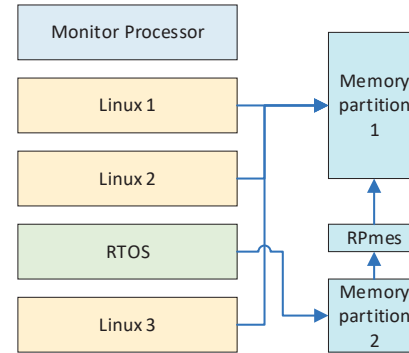 Monitor Processor
Linux 1
Linux 2
RTOS
Linux 3
Memory
partition
1
RPmes
Memory
partition
2